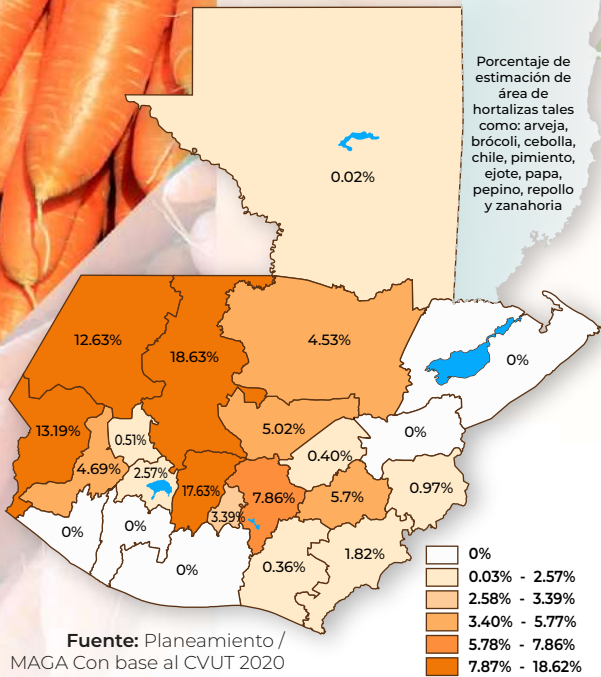 Porcentaje de
estimación de
área de
hortalizas tales
como: arveja,
brócoli, cebolla,
chile, pimiento,
ejote, papa,
pepino, repollo
y zanahoria
0.02%
12.63%
18.63%
4.53%
0%
13.19%
0.51%
5.02%
0%
4.69%
2.57%
0.40%
17.63%
7.86%
5.7%
0.97%
3.39%
0%
0%
0%
0.36%
1.82%
0%
0.03% - 2.57%
2.58% - 3.39%
3.40% - 5.77%
5.78% - 7.86%
7.87% - 18.62%
Fuente: Planeamiento /
MAGA Con base al CVUT 2020